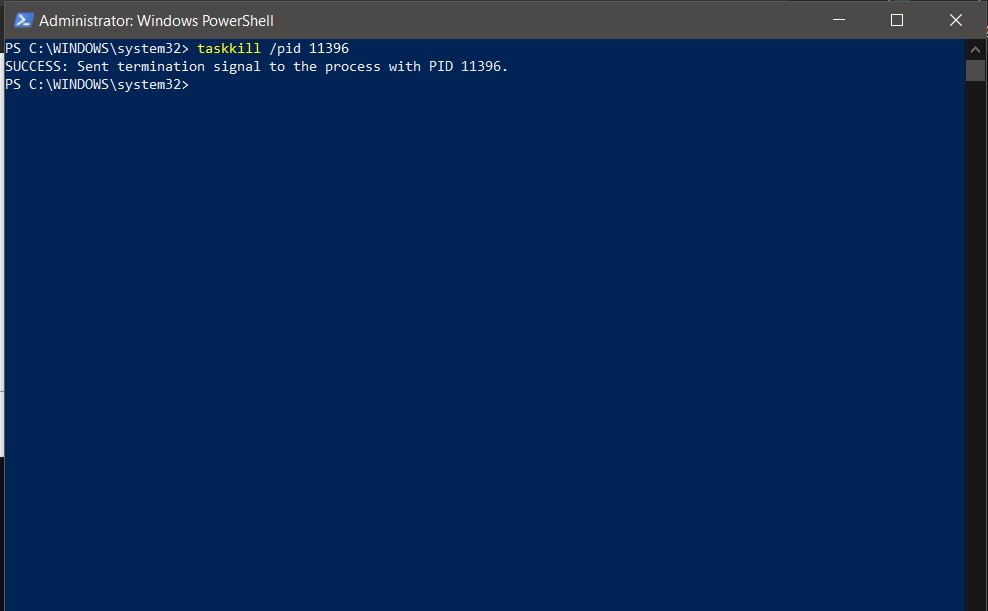 Administrator: Windows PowerShell
PS C:\WINDOWS\system32> taskkill /pid 11396
SUCCESS: Sent termination signal to the process with PID 11396.
PS C:\WINDOWS\system32>